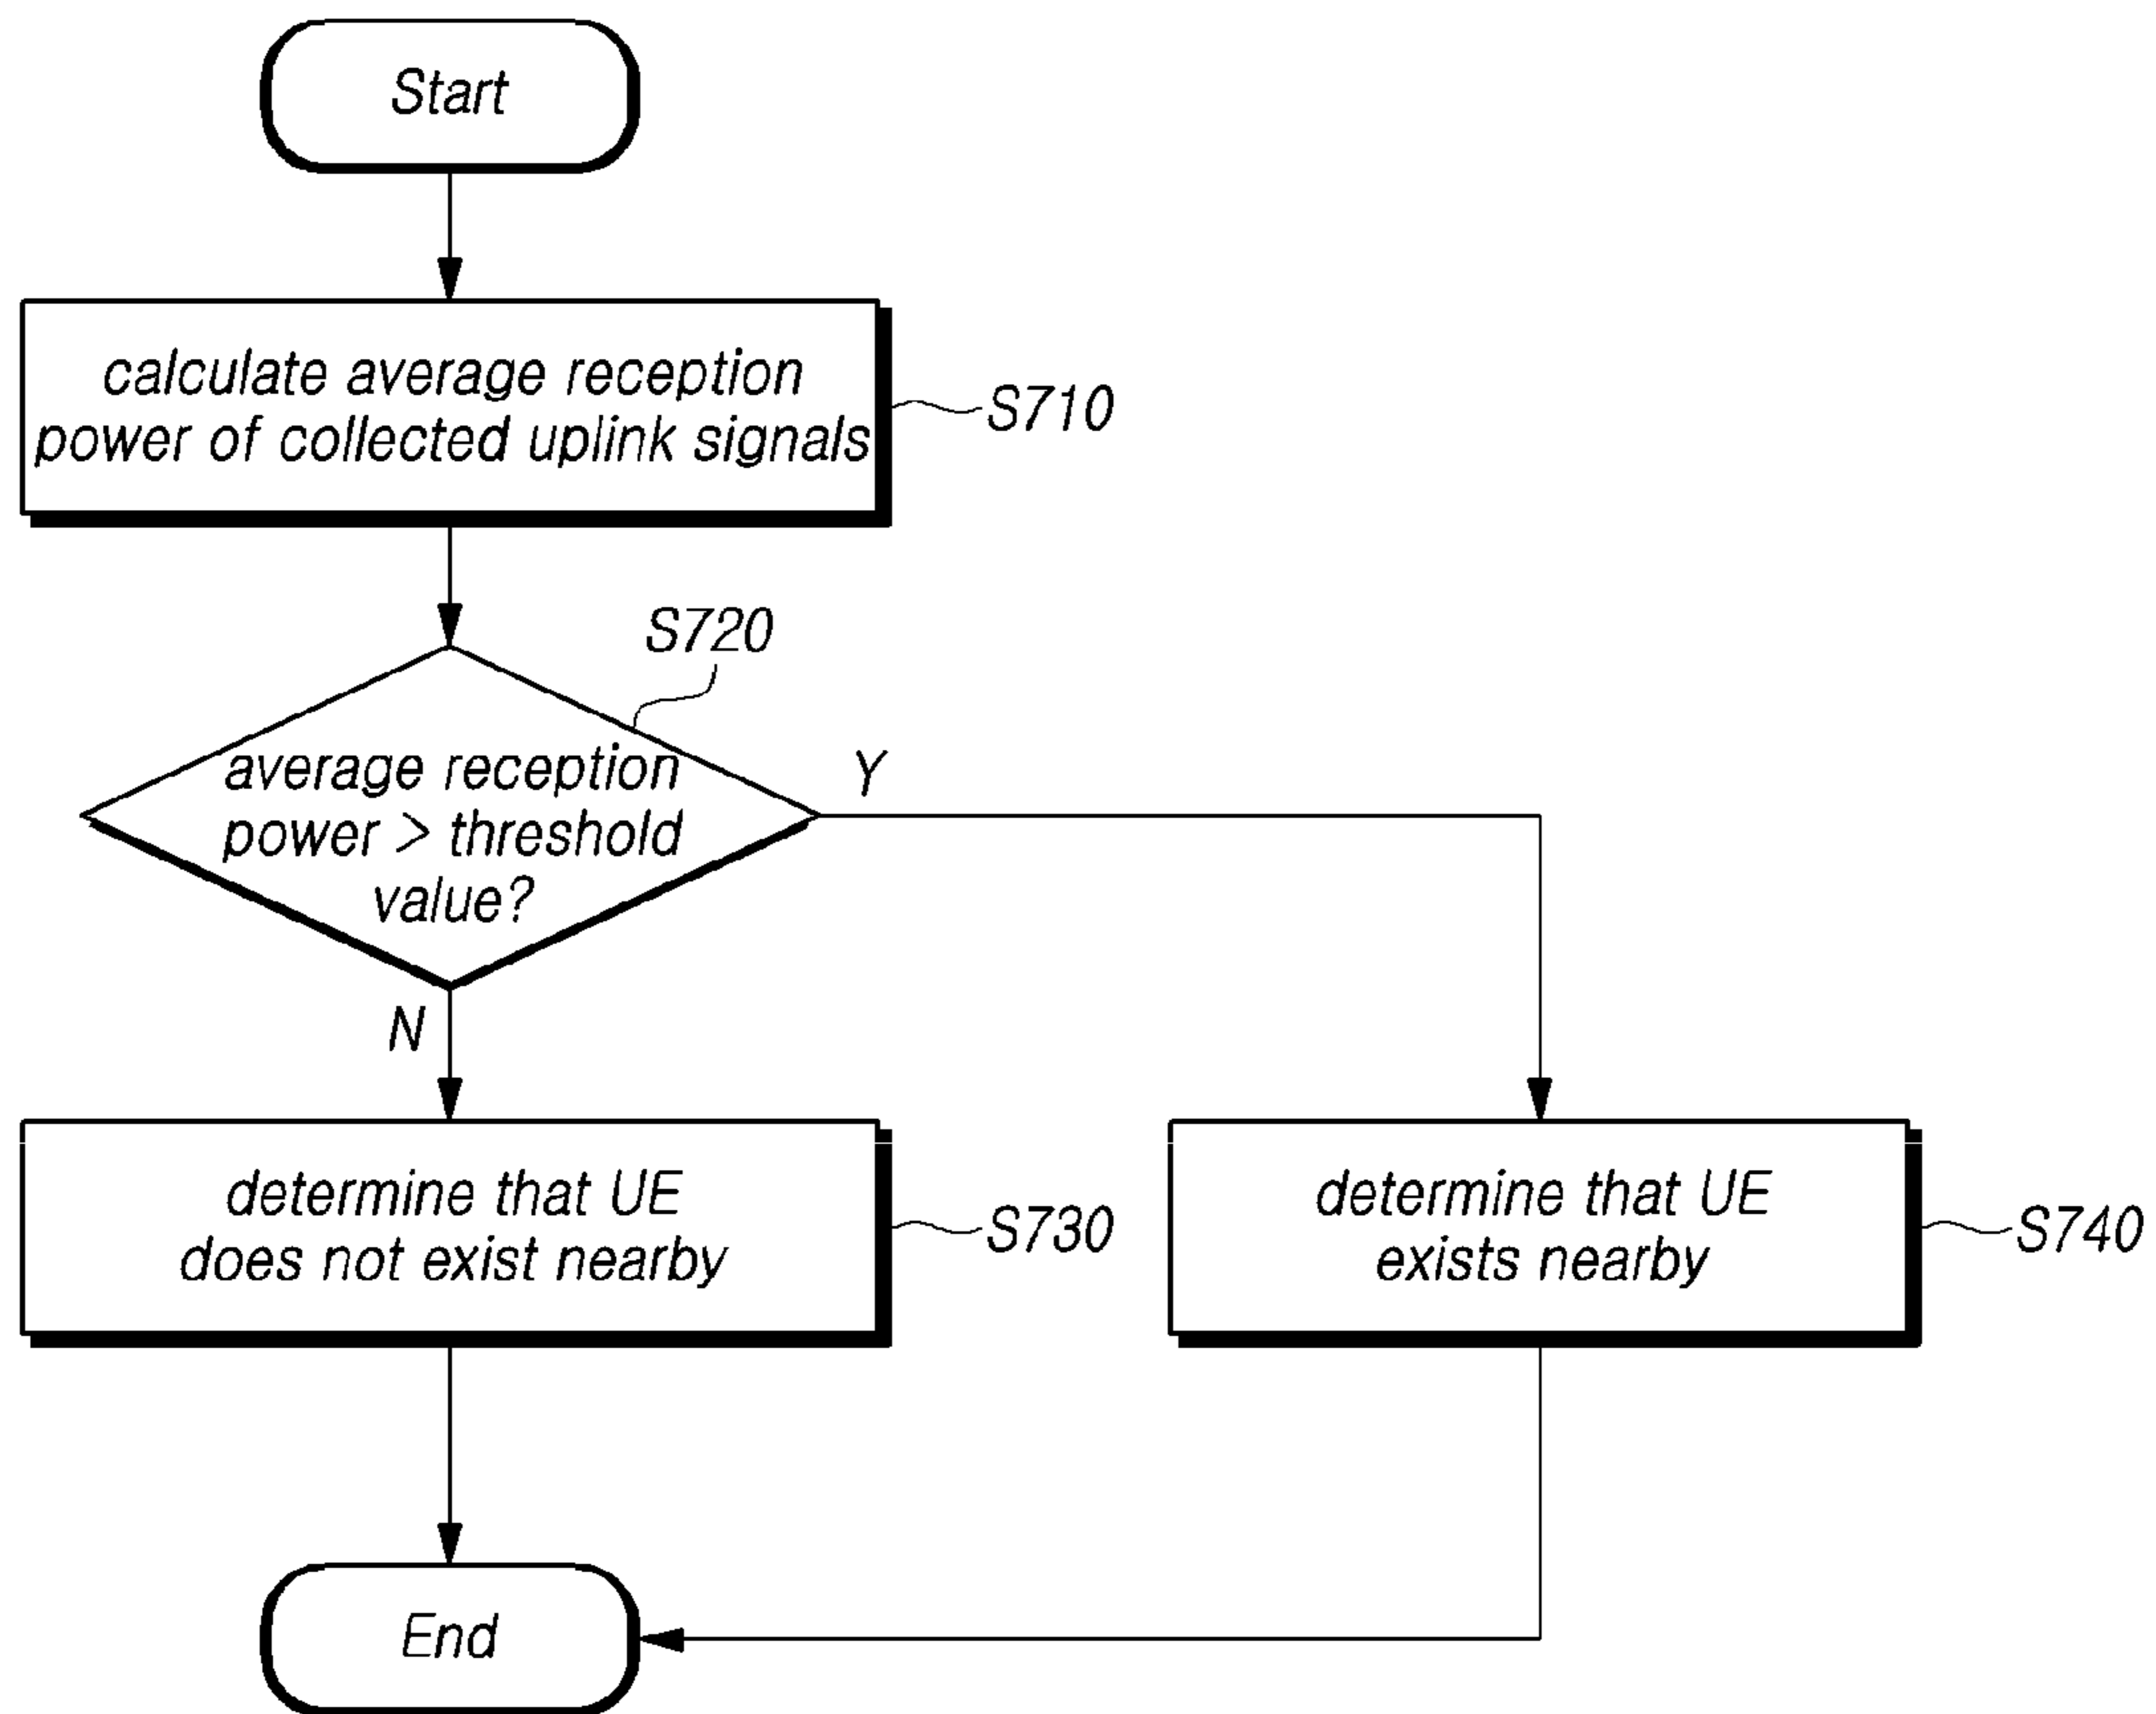 Start
calculate average reception
power of collected uplink signals
S710
S720
average reception
power > threshold
value?
Y
N
determine that UE
does not exist nearby
S730
determine that UE
exists nearby
S740
End